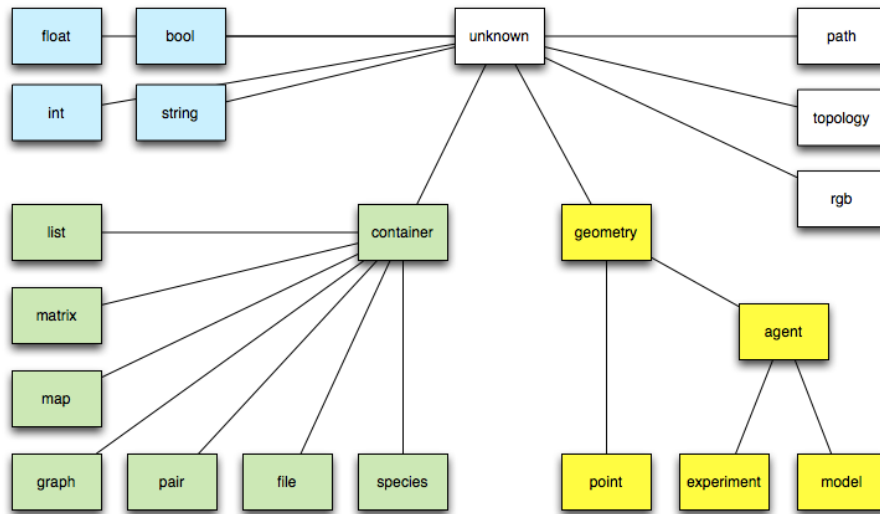 float
bool
unknown
path
int
string
topology
rgb
list
container
geometry
matrix
agent
map
graph
pair
file
species
point
experiment
model